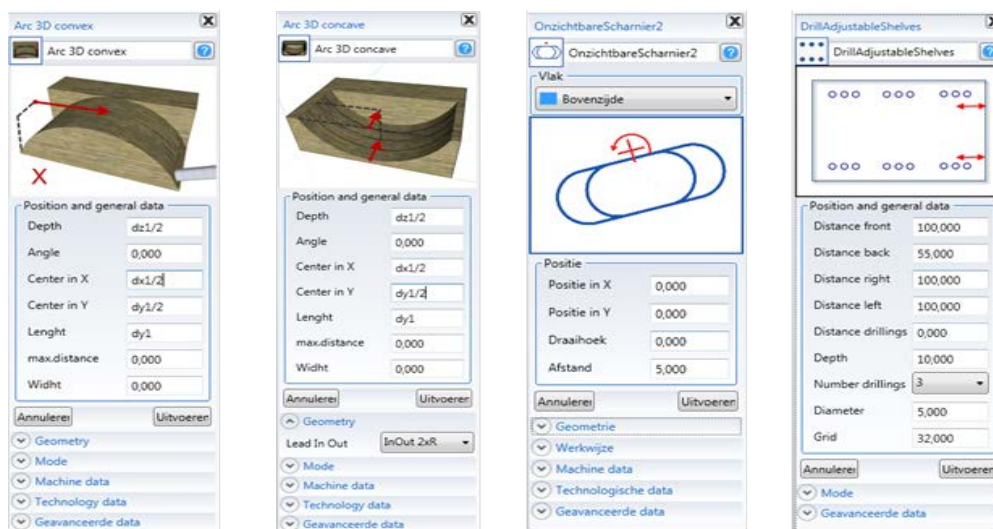 Arc 3D convex
Arc 3D convex
X
Position and general data
Depth dz1/2
Angle 0,000
Center in X dx1/2
Center in Y dy1/2
Lenght dy1
max.distance 0,000
Widht 0,000
Annulerei Uitvoerer
Geometry
Mode
Machine data
Technology data
Geavanceerde data
Arc 3D concave
Arc 3D concave
Position and general data
Depth dz1/2
Angle 0,000
Center in X dx1/2
Center in Y dy1/2
Lenght dy1
max.distance 0,000
Widht 0,000
Annulerei Uitvoerer
Geometry
Lead In Out InOut 2xR
Mode
Machine data
Technology data
Geavanceerde data
OnzichtbareScharnier2
OnzichtbareScharnier2
Vlak
Bovenzijde
Positie
Positie in X 0,000
Positie in Y 0,000
Draaihoek 0,000
Afstand 5,000
Annulerei Uitvoerer
Geometrie
Werkwijze
Machine data
Technologische data
Geavanceerde data
DrillAdjustableShelves
DrillAdjustableShelves
Position and general data
Distance front 100,000
Distance back 55,000
Distance right 100,000
Distance left 100,000
Distance drillings 0,000
Depth 10,000
Number drillings 3
Diameter 5,000
Grid 32,000
Annulerei Uitvoerer
Mode
Geavanceerde data